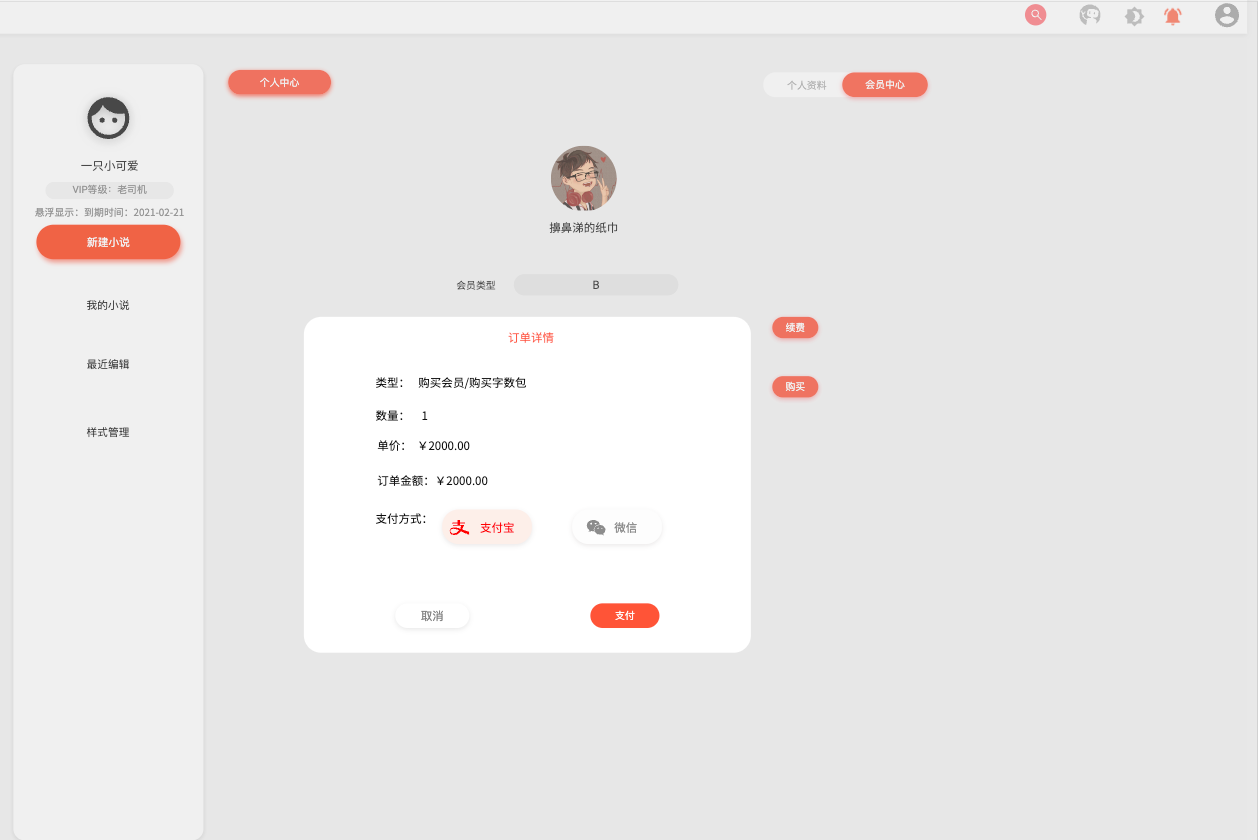 一只小可爱
VIP等级：老司机
悬浮显示：到期时间：2021-02-21
新建小说
我的小说
最近编辑
样式管理
个人中心
个人资料
会员中心
擤鼻涕的纸巾
会员类型
B
续费
购买
订单详情
类型： 购买会员/购买字数包
数量： 1
单价： ￥2000.00
订单金额：￥2000.00
支付方式：
支付宝
微信
取消
支付